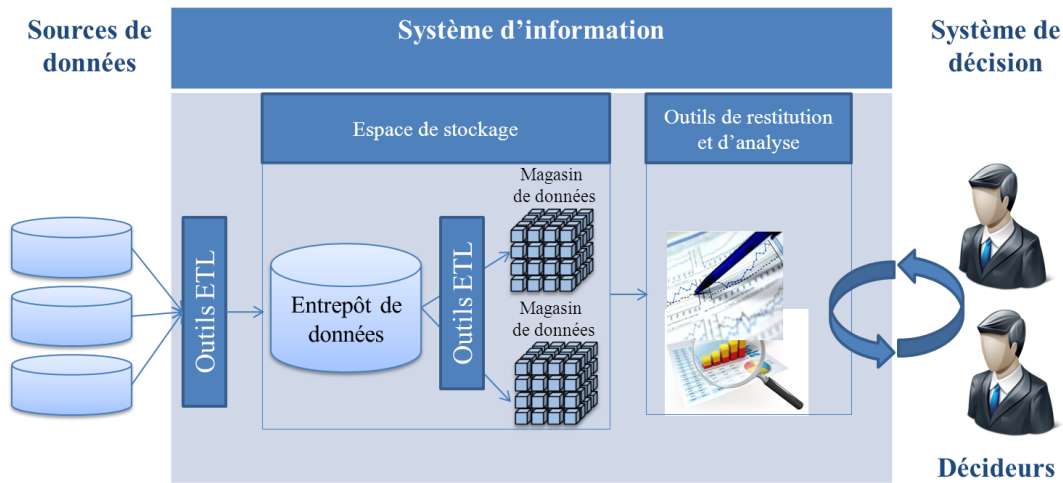 Sources de
données
Système d'information
Système de
décision
Espace de stockage
Outils de restitution
et d'analyse
Outils ETL
Entrepôt de
données
Outils ETL
Magasin
de données
Magasin
de données
Décideurs